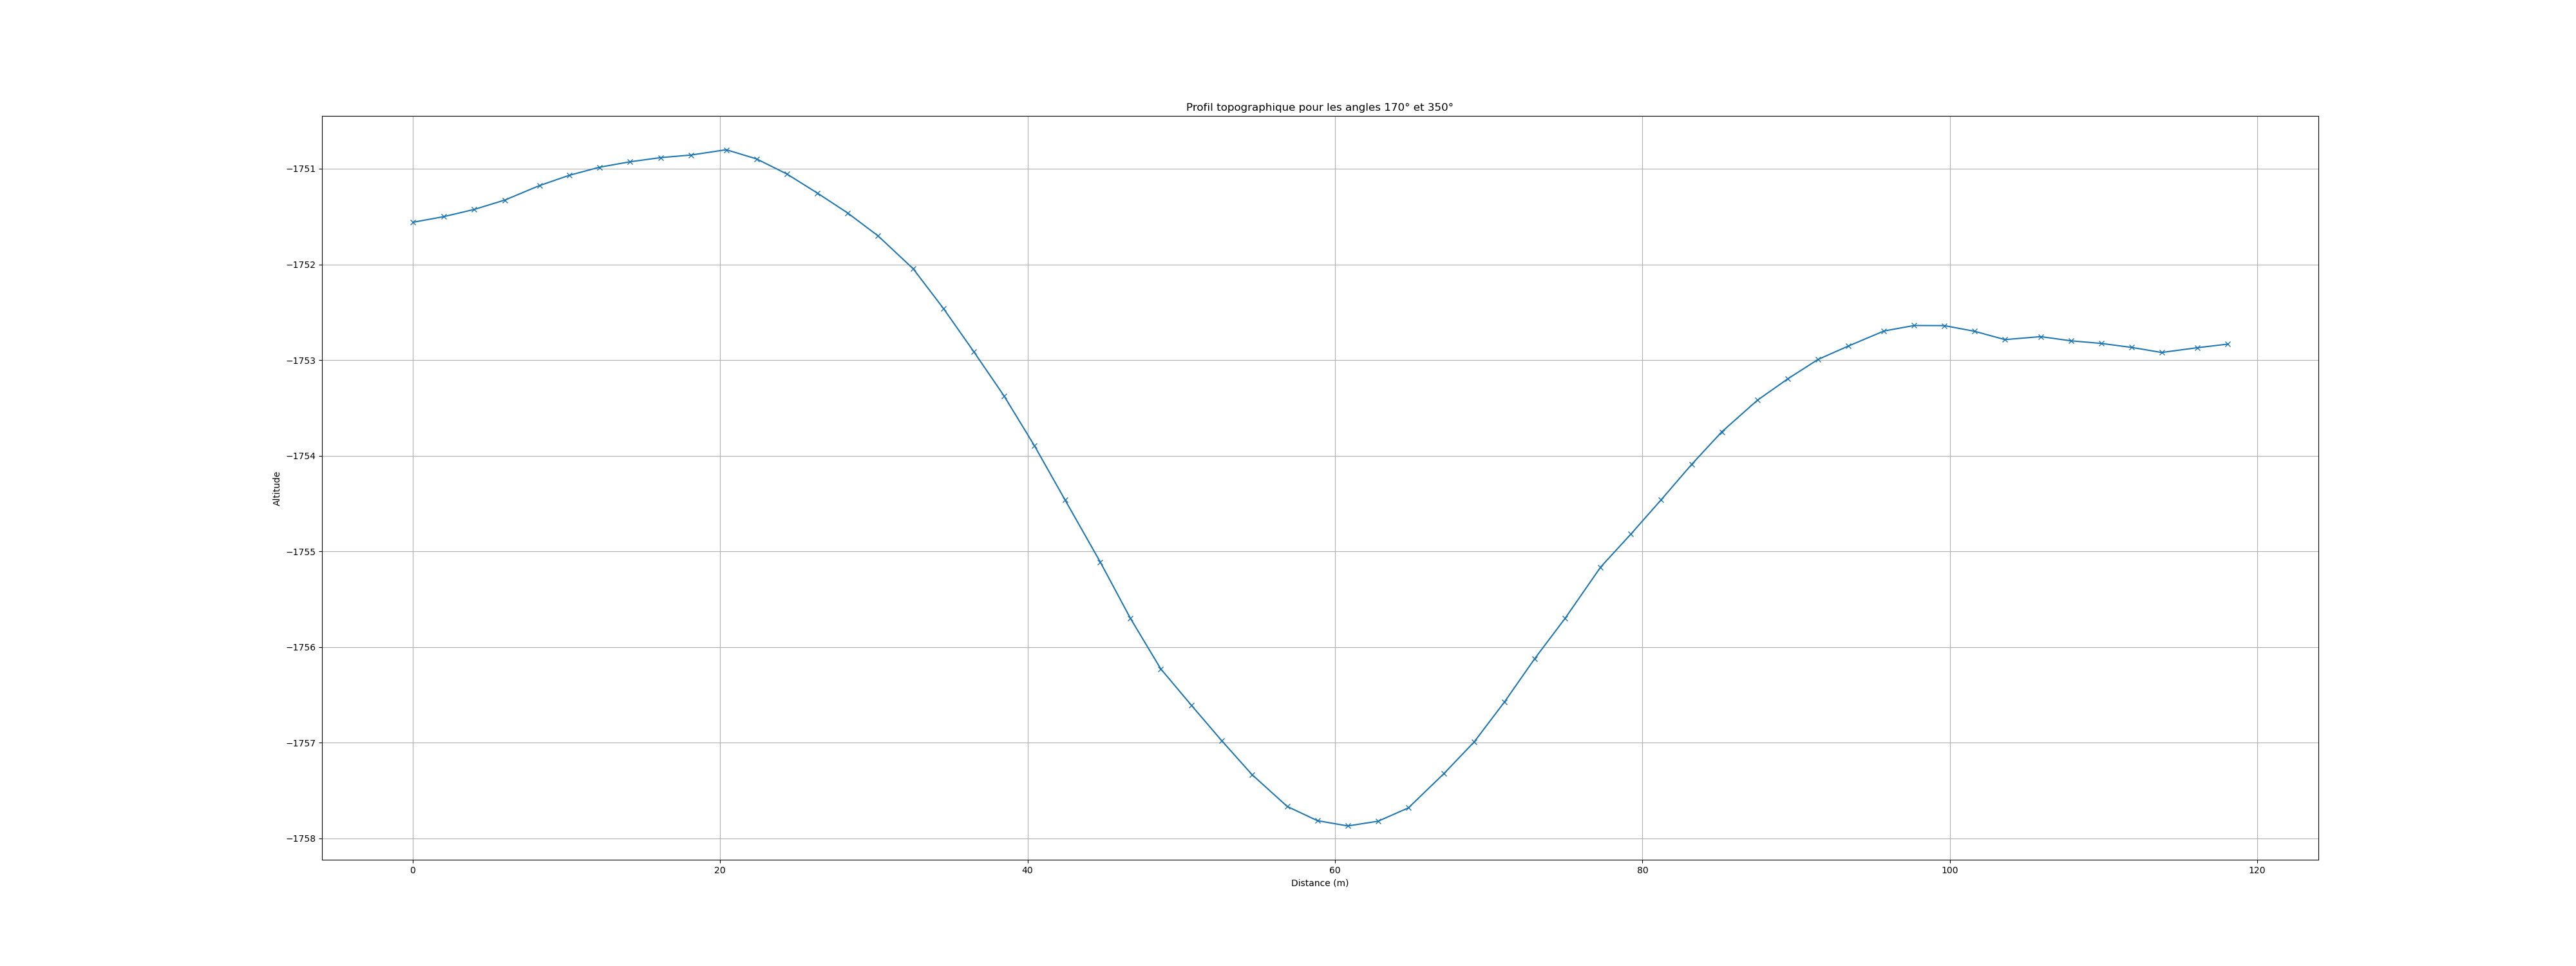 Profil topographique pour les angles 170° et 350°
−1751
−1752
−1753
−1754
−1755
−1756
−1757
−1758
Altitude
0 20 40 60 80 100 120
Distance (m)